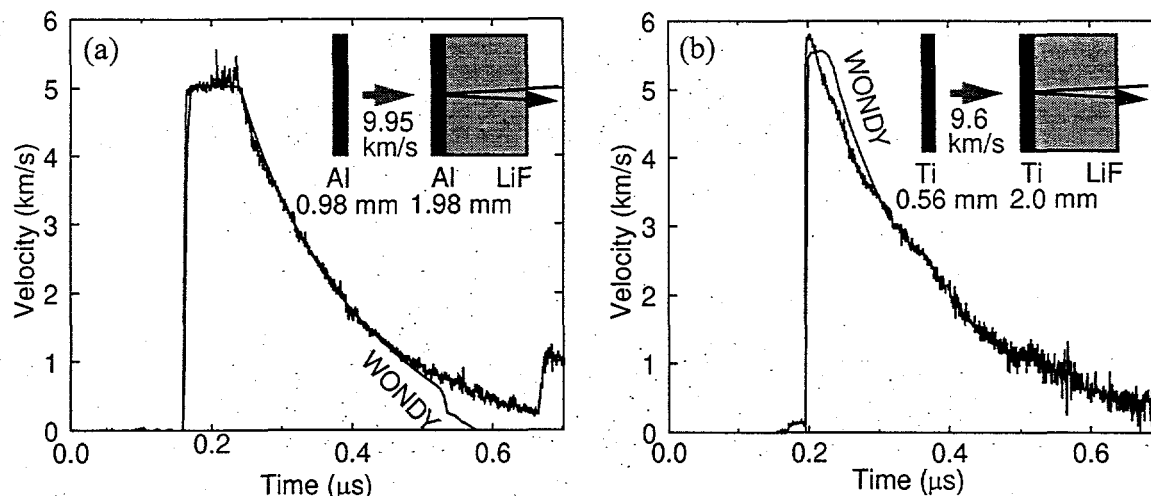 (a)
6
5
4
3
2
1
0
Velocity (km/s)
0.0
0.2
0.4
0.6
Time (μs)
WONDY
9.95
km/s
Al
Al
LiF
0.98 mm
1.98 mm
(b)
6
5
4
3
2
1
0
Velocity (km/s)
0.0
0.2
0.4
0.6
Time (μs)
WONDY
9.6
km/s
Ti
Ti
LiF
0.56 mm
2.0 mm